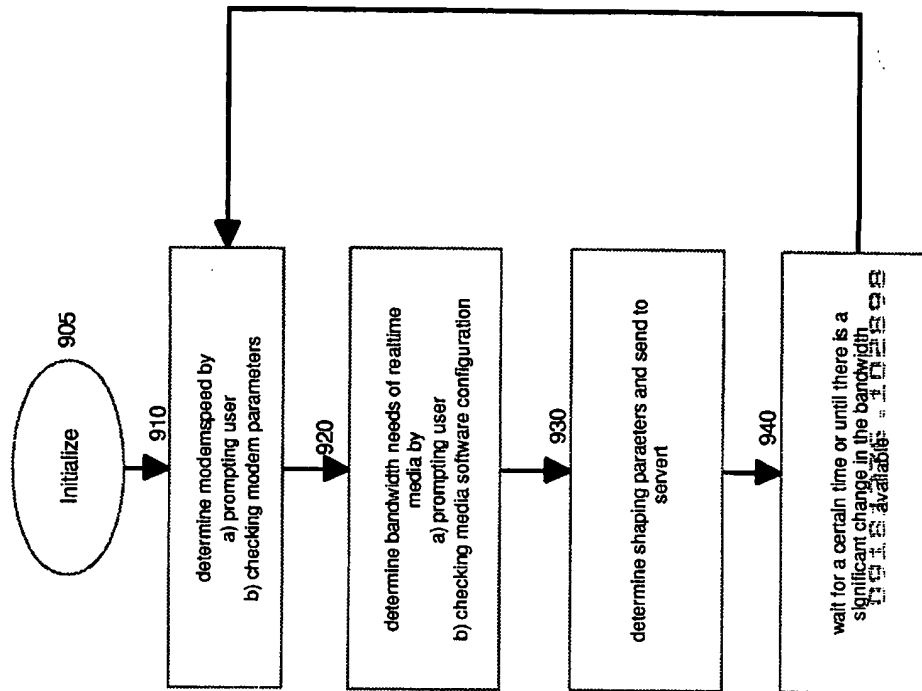 Initialize
905
910
determine modemspeed by
a) prompting user
b) checking modem parameters
920
determine bandwidth needs of realtime
media by
a) prompting user
b) checking media software configuration
930
determine shaping parameters and send to
servert
940
wait for a certain time or until there is a
significant change in the bandwidth
available